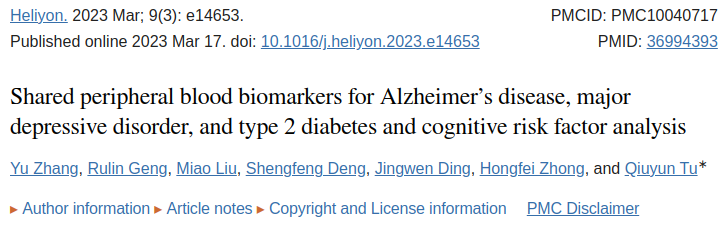 Heliyon. 2023 Mar; 9(3): e14653. PMCID: PMC10040717
Published online 2023 Mar 17. doi: 10.1016/j.heliyon.2023.e14653 PMID: 36994393
Shared peripheral blood biomarkers for Alzheimer's disease, major
depressive disorder, and type 2 diabetes and cognitive risk factor analysis
Yu Zhang, Rulin Geng, Miao Liu, Shengfeng Deng, Jingwen Ding, Hongfei Zhong, and Qiuyun Tu*
▸ Author information ▸ Article notes ▸ Copyright and License information PMC Disclaimer